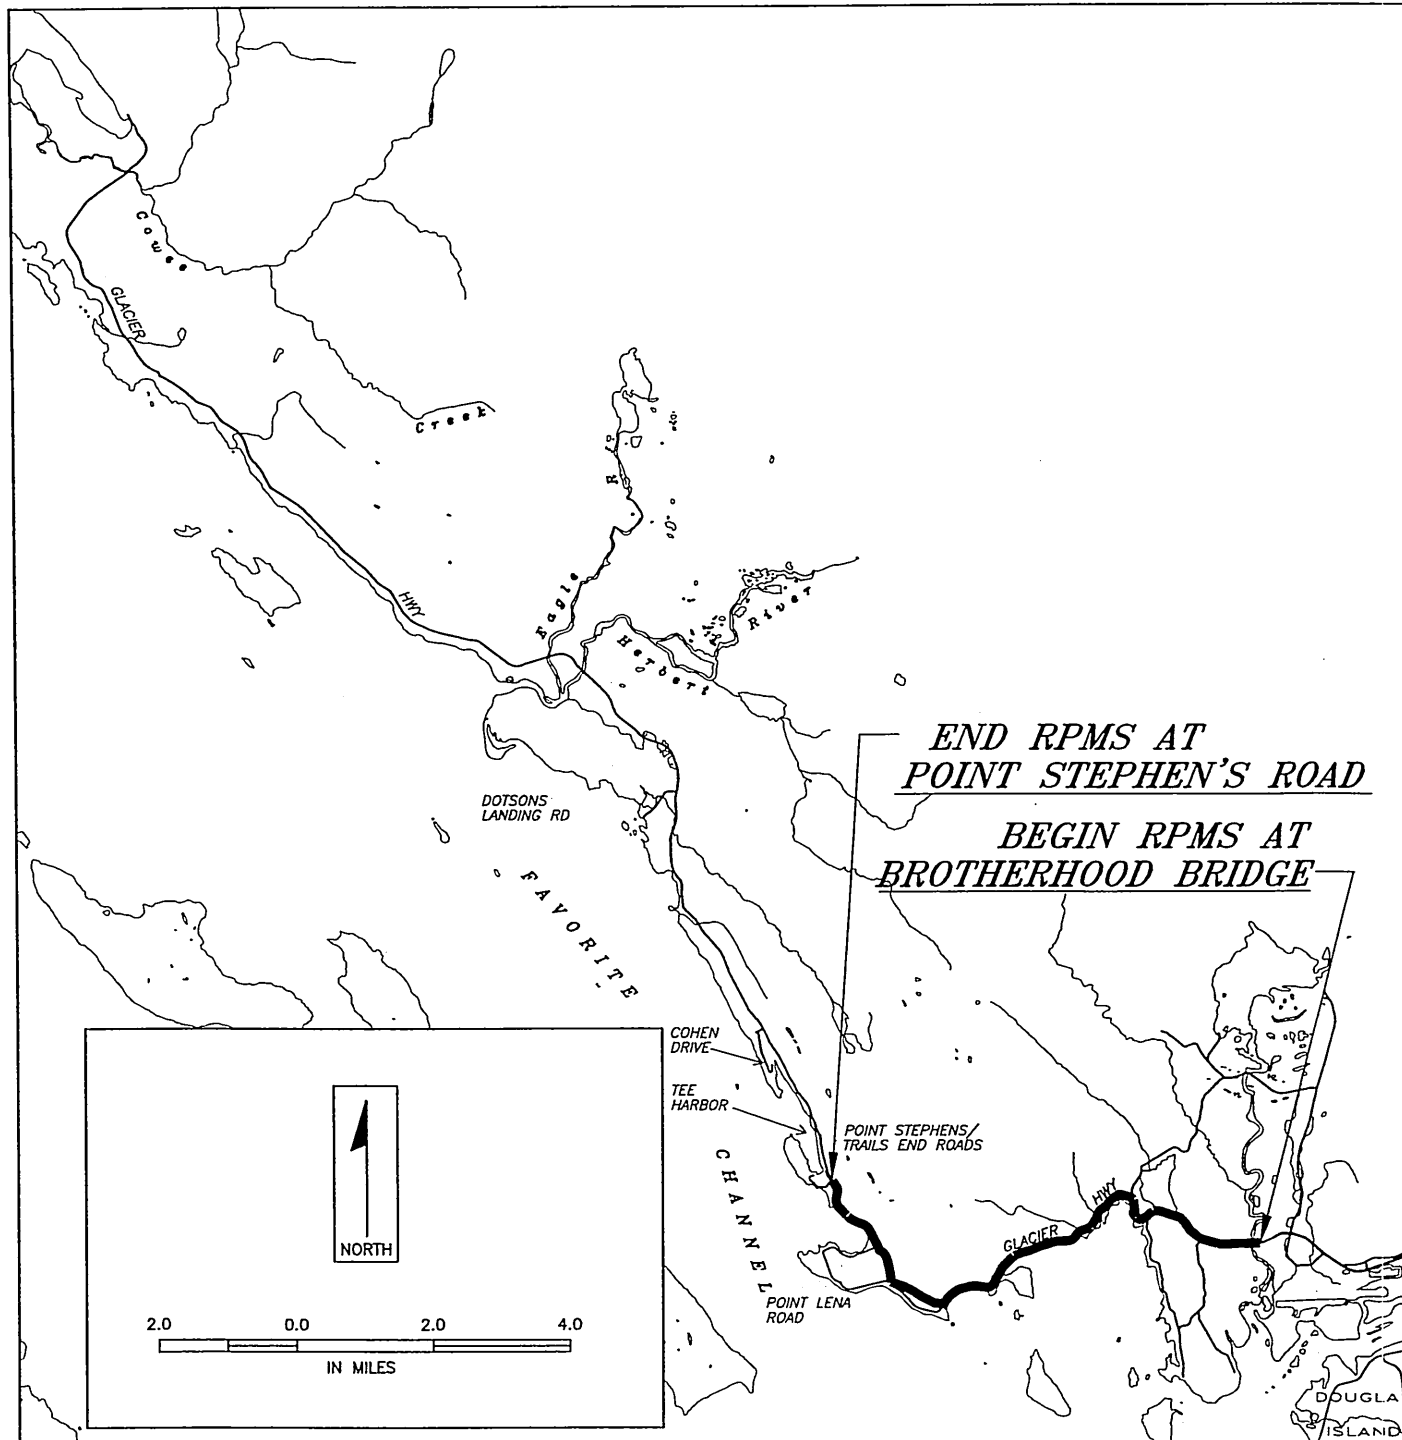 Cowee
GLACIER
Creek
R
Eagle
River
HWY
Herbert
END RPMS AT
POINT STEPHEN'S ROAD
DOTSONS
LANDING RD
BEGIN RPMS AT
BROTHERHOOD BRIDGE
FAVORITE
COHEN
DRIVE
TEE
HARBOR
POINT STEPHENS/
TRAILS END ROADS
CHANNEL
HWY
GLACIER
NORTH
POINT LENA
ROAD
2.0 0.0 2.0 4.0
IN MILES
DOUGLA
ISLAND